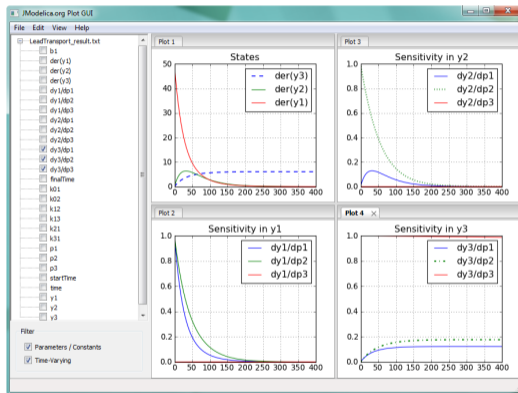 JModelica.org Plot GUI
File Edit View Help
LeadTransport_result.txt
b1
der(y1)
der(y2)
der(y3)
dy1/dp1
dy1/dp2
dy1/dp3
dy2/dp1
dy2/dp2
dy2/dp3
dy3/dp1
dy3/dp2
dy3/dp3
finalTime
k01
k02
k12
k13
k21
k31
p1
p2
p3
startTime
time
y1
y2
y3
Filter
Parameters / Constants
Time-Varying
Plot 1
States
50
40
30
20
10
0
der(y3)
der(y2)
der(y1)
0 50 100 150 200 250 300 350 400
Plot 3
Sensitivity in y2
1.0
0.8
0.6
0.4
0.2
0.0
dy2/dp1
dy2/dp2
dy2/dp3
0 50 100 150 200 250 300 350 400
Plot 2
Sensitivity in y1
1.0
0.8
0.6
0.4
0.2
0.0
dy1/dp1
dy1/dp2
dy1/dp3
0 50 100 150 200 250 300 350 400
Plot 4
Sensitivity in y3
1.0
0.8
0.6
0.4
0.2
0.0
dy3/dp1
dy3/dp2
dy3/dp3
0 50 100 150 200 250 300 350 400